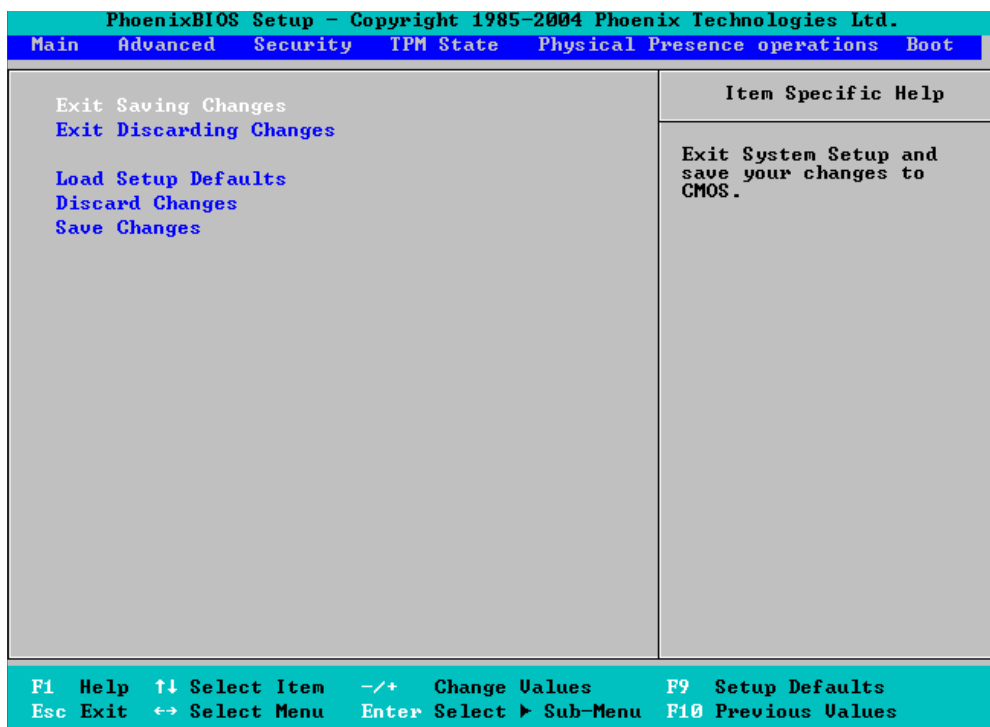 PhoenixBIOS Setup - Copyright 1985-2004 Phoenix Technologies Ltd.
Main Advanced Security TPM State Physical Presence operations Boot
Exit Saving Changes
Exit Discarding Changes
Load Setup Defaults
Discard Changes
Save Changes
Item Specific Help
Exit System Setup and
save your changes to
CMOS.
F1 Help ↑↓ Select Item -/+ Change Values F9 Setup Defaults
Esc Exit ↔ Select Menu Enter Select ► Sub-Menu F10 Previous Values